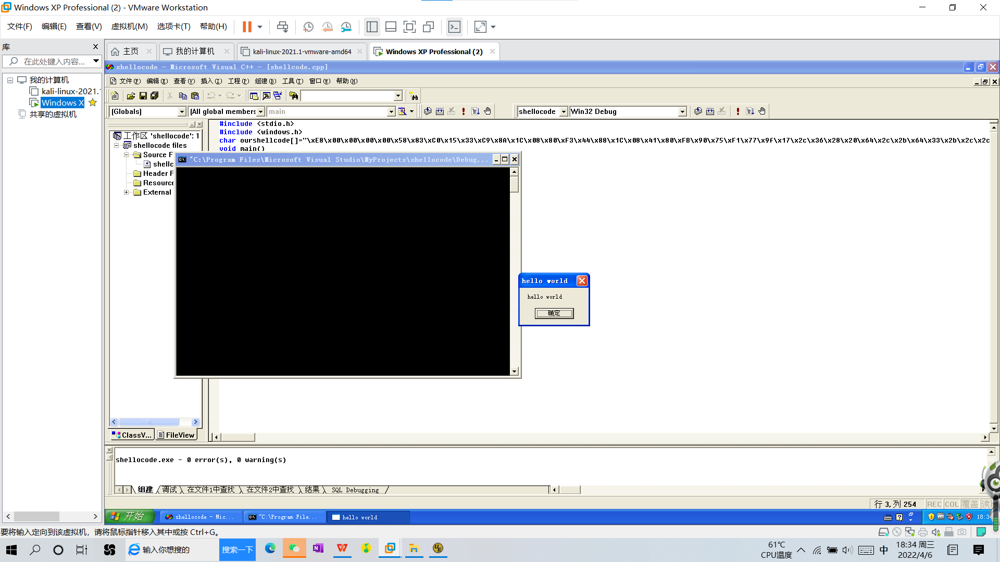 Windows XP Professional (2) - VMware Workstation
文件(F) 编辑(E) 查看(V) 虚拟机(M) 选项卡(T) 帮助(H)
库
主页 我的计算机 kali-linux-2021.1-vmware-amd64 Windows XP Professional (2)
在此处键入内容...
我的计算机
kali-linux-2021.
Windows X
共享的虚拟机
shellocode - Microsoft Visual C++ - [shellcode.cpp]
文件(F) 编辑(E) 查看(V) 插入(I) 工程(P) 组建(B) 工具(T) 窗口(W) 帮助(H)
(Globals) (All global members main shellocode Win32 Debug
工作区 'shellocode': 1
shellocode files
Source F
shellc
Header F
Resource
External
#include <stdio.h>
#include <windows.h>
char ourshellcode[]="\xE8\x00\x00\x00\x00\x58\x83\xC0\x15\x33\xC9\x8A\x1C\x08\x80\xF3\x44\x88\x1C\x08\x41\x80\xFB\x90\x75\xF1\x77\x9f\x17\x2c\x36\x28\x20\x64\x2c\x2b\x64\x33\x2b\x2c\x2c
void main()
"C:\Program Files\Microsoft Visual Studio\MyProjects\shellocode\Debug...
hello world
hello world
确定
ClassV... FileView
shellocode.exe - 0 error(s), 0 warning(s)
组建 调试 在文件1中查找 在文件2中查找 结果 SQL Debugging
行 3,列 254 REC COL 覆盖
开始 shellocode - Mic... "C:\Program File... hello world
要将输入定向到该虚拟机，请将鼠标指针移入其中或按 Ctrl+G。
输入你想搜的 搜索一下
61℃
CPU温度
中
18:34 周三
2022/4/6